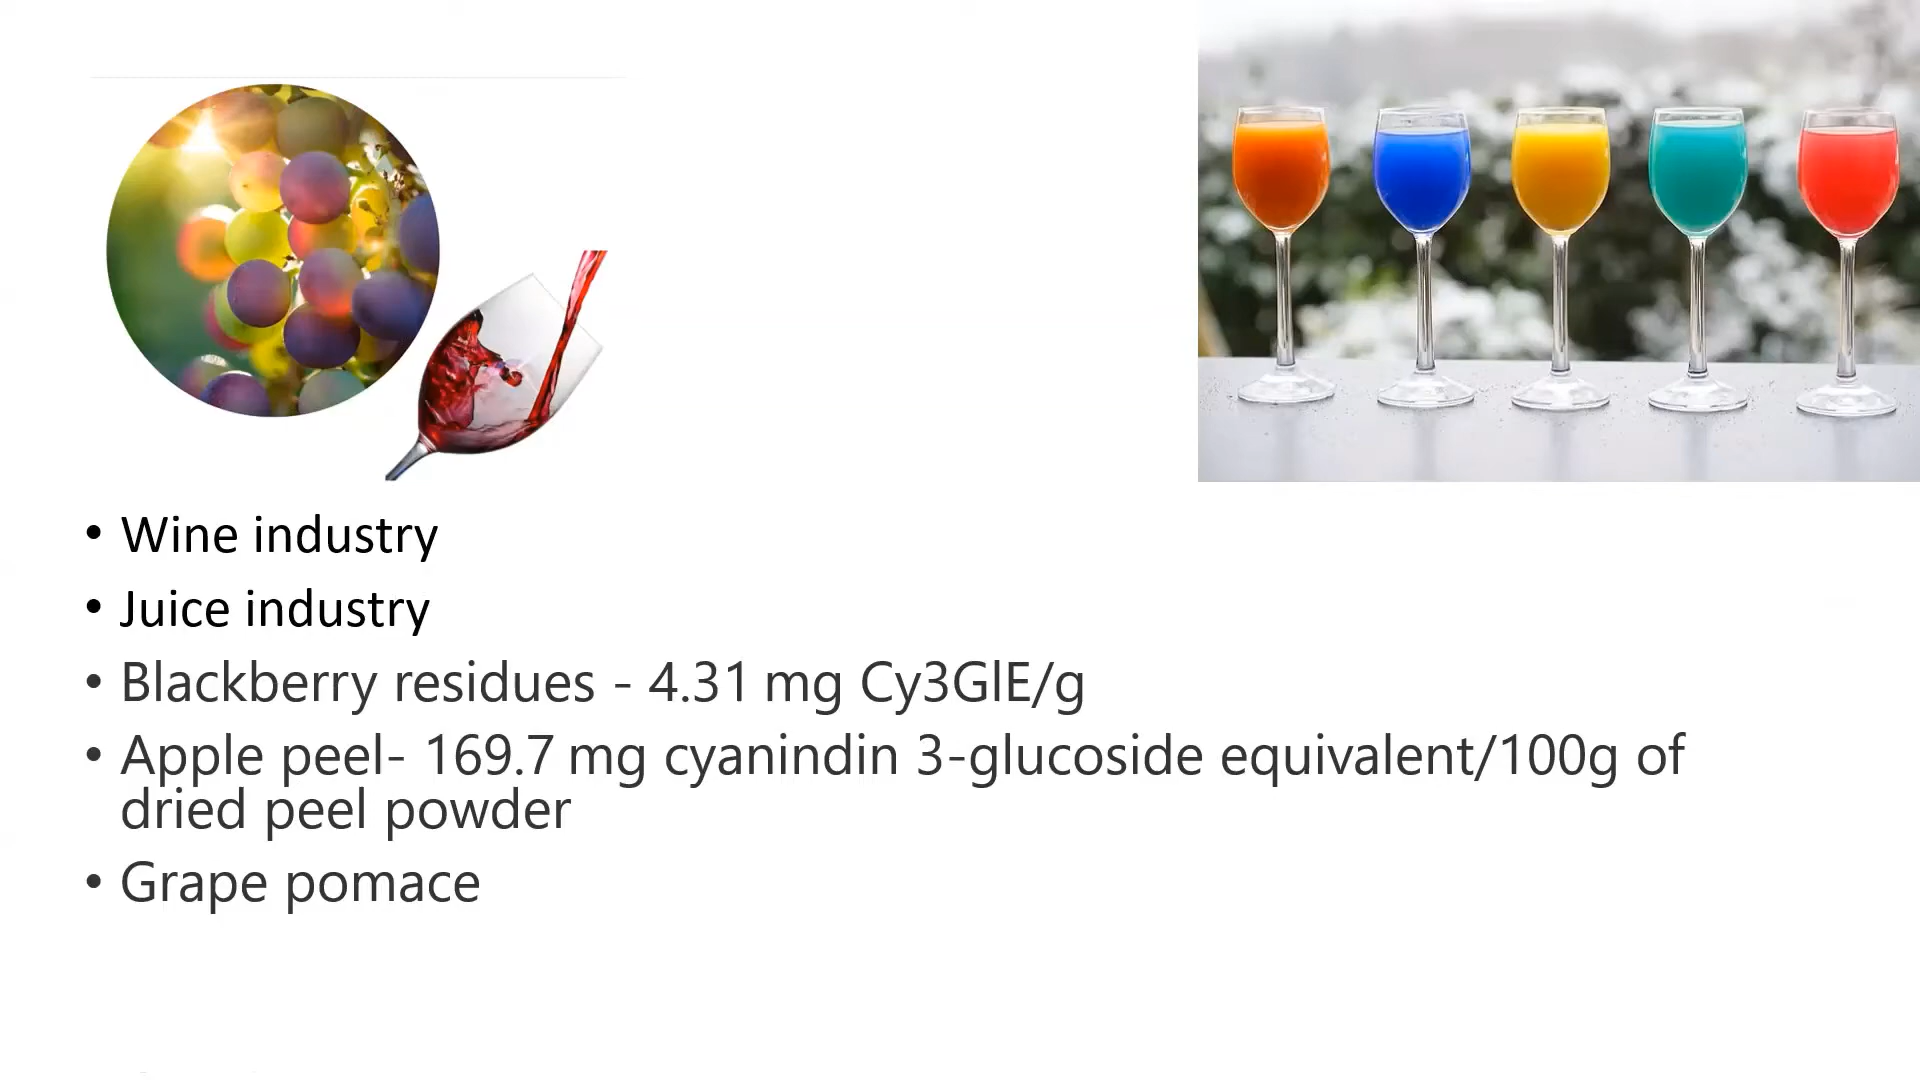 • Wine industry
• Juice industry
• Blackberry residues - 4.31 mg Cy3GlE/g
• Apple peel- 169.7 mg cyanindin 3-glucoside equivalent/100g of
dried peel powder
• Grape pomace